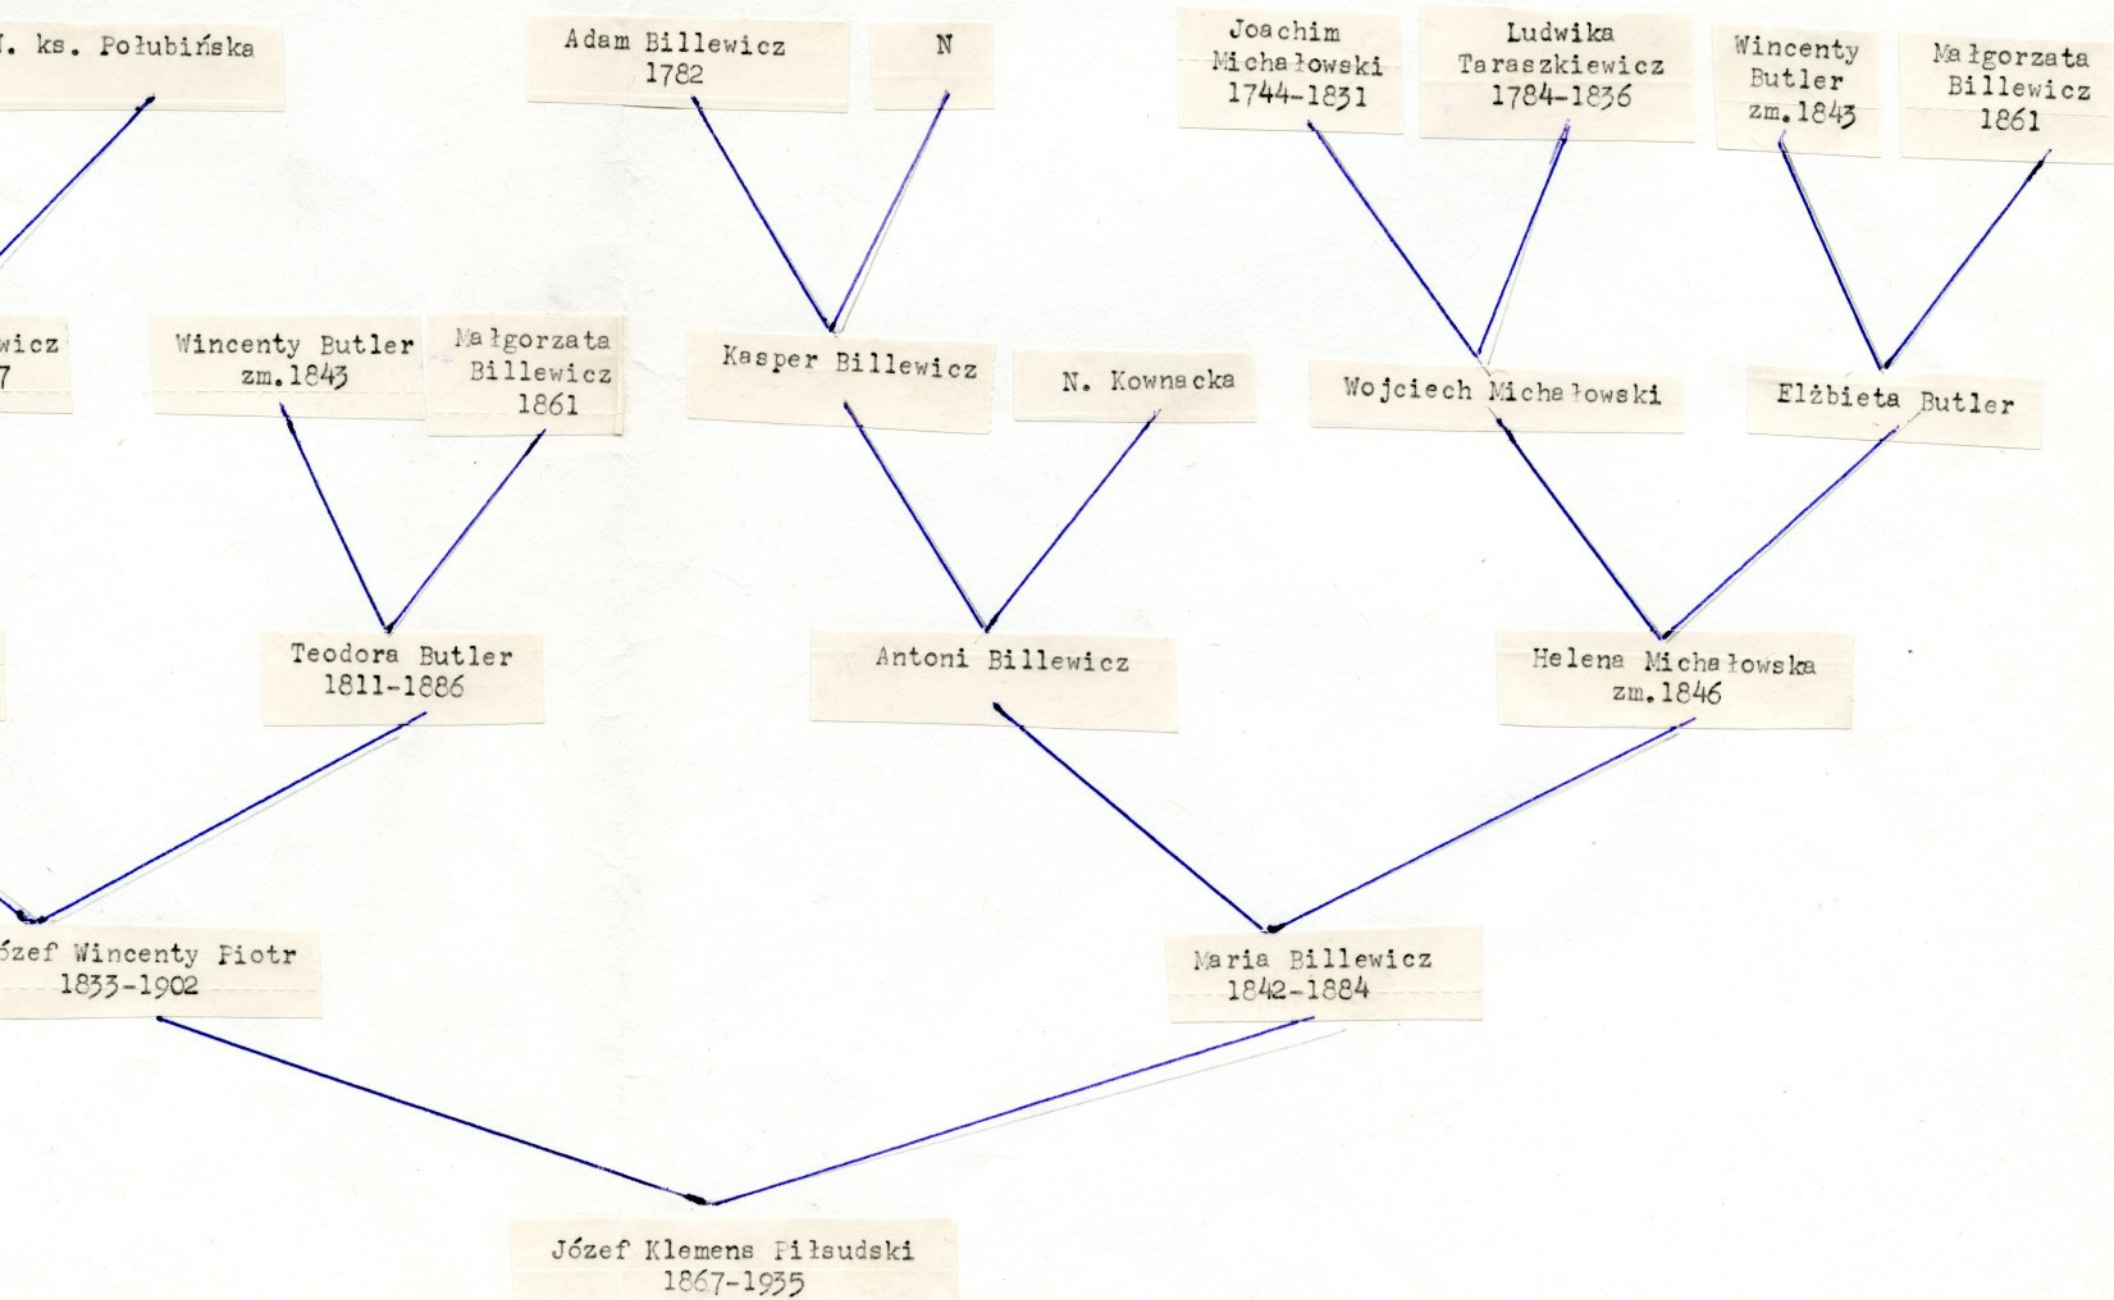 . ks. Połubińska
Adam Billewicz
1782
N
Joachim
Michałowski
1744-1831
Ludwika
Taraszkiewicz
1784-1836
Wincenty
Butler
zm.1843
Małgorzata
Billewicz
1861
wicz
7
Wincenty Butler
zm.1843
Małgorzata
Billewicz
1861
Kasper Billewicz
N. Kownacka
Wojciech Michałowski
Elżbieta Butler
Teodora Butler
1811-1886
Antoni Billewicz
Helena Michałowska
zm.1846
ózef Wincenty Piotr
1833-1902
Maria Billewicz
1842-1884
Józef Klemens Piłsudski
1867-1935